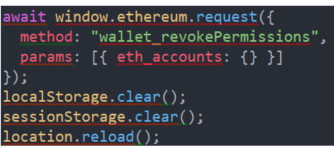 await window.ethereum.request({
  method: "wallet_revokePermissions",
  params: [{ eth_accounts: {} }]
});
localStorage.clear();
sessionStorage.clear();
location.reload();